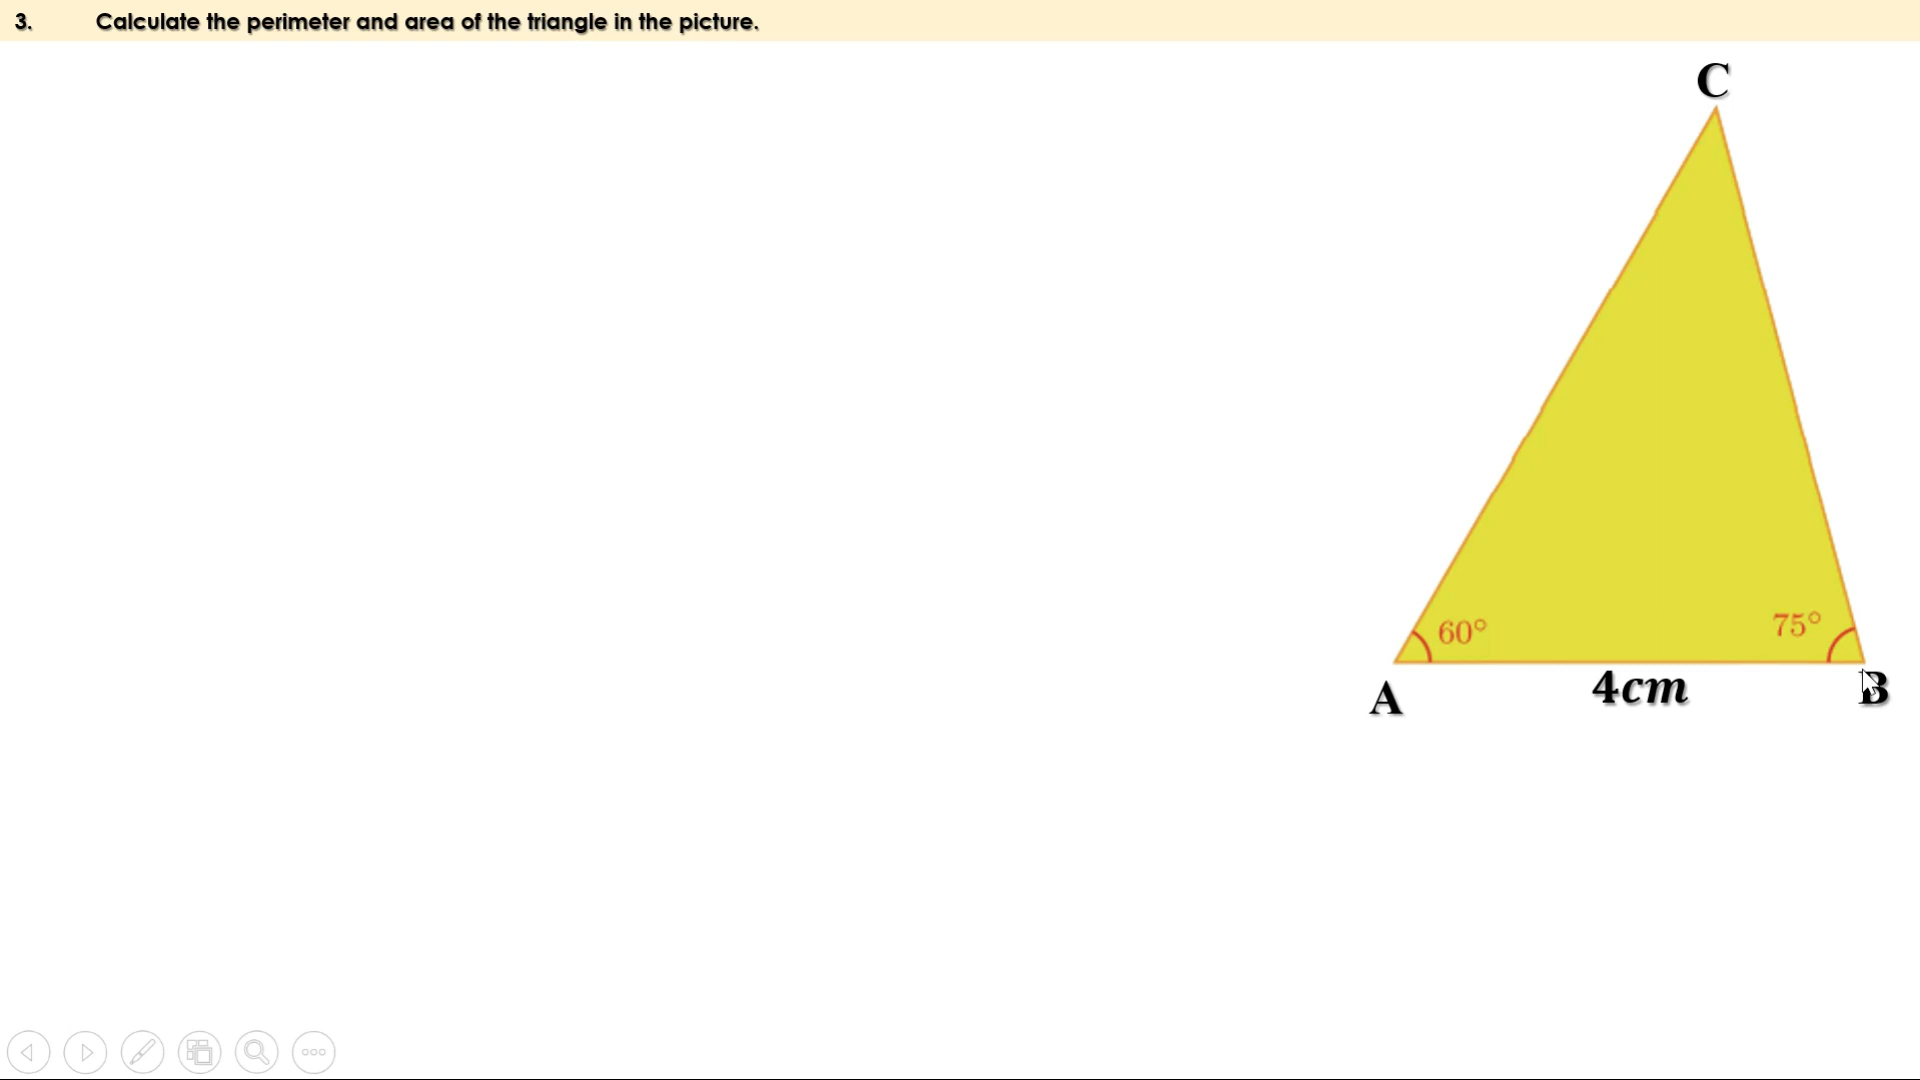 3. Calculate the perimeter and area of the triangle in the picture.
C
60°
75°
A
4cm
B